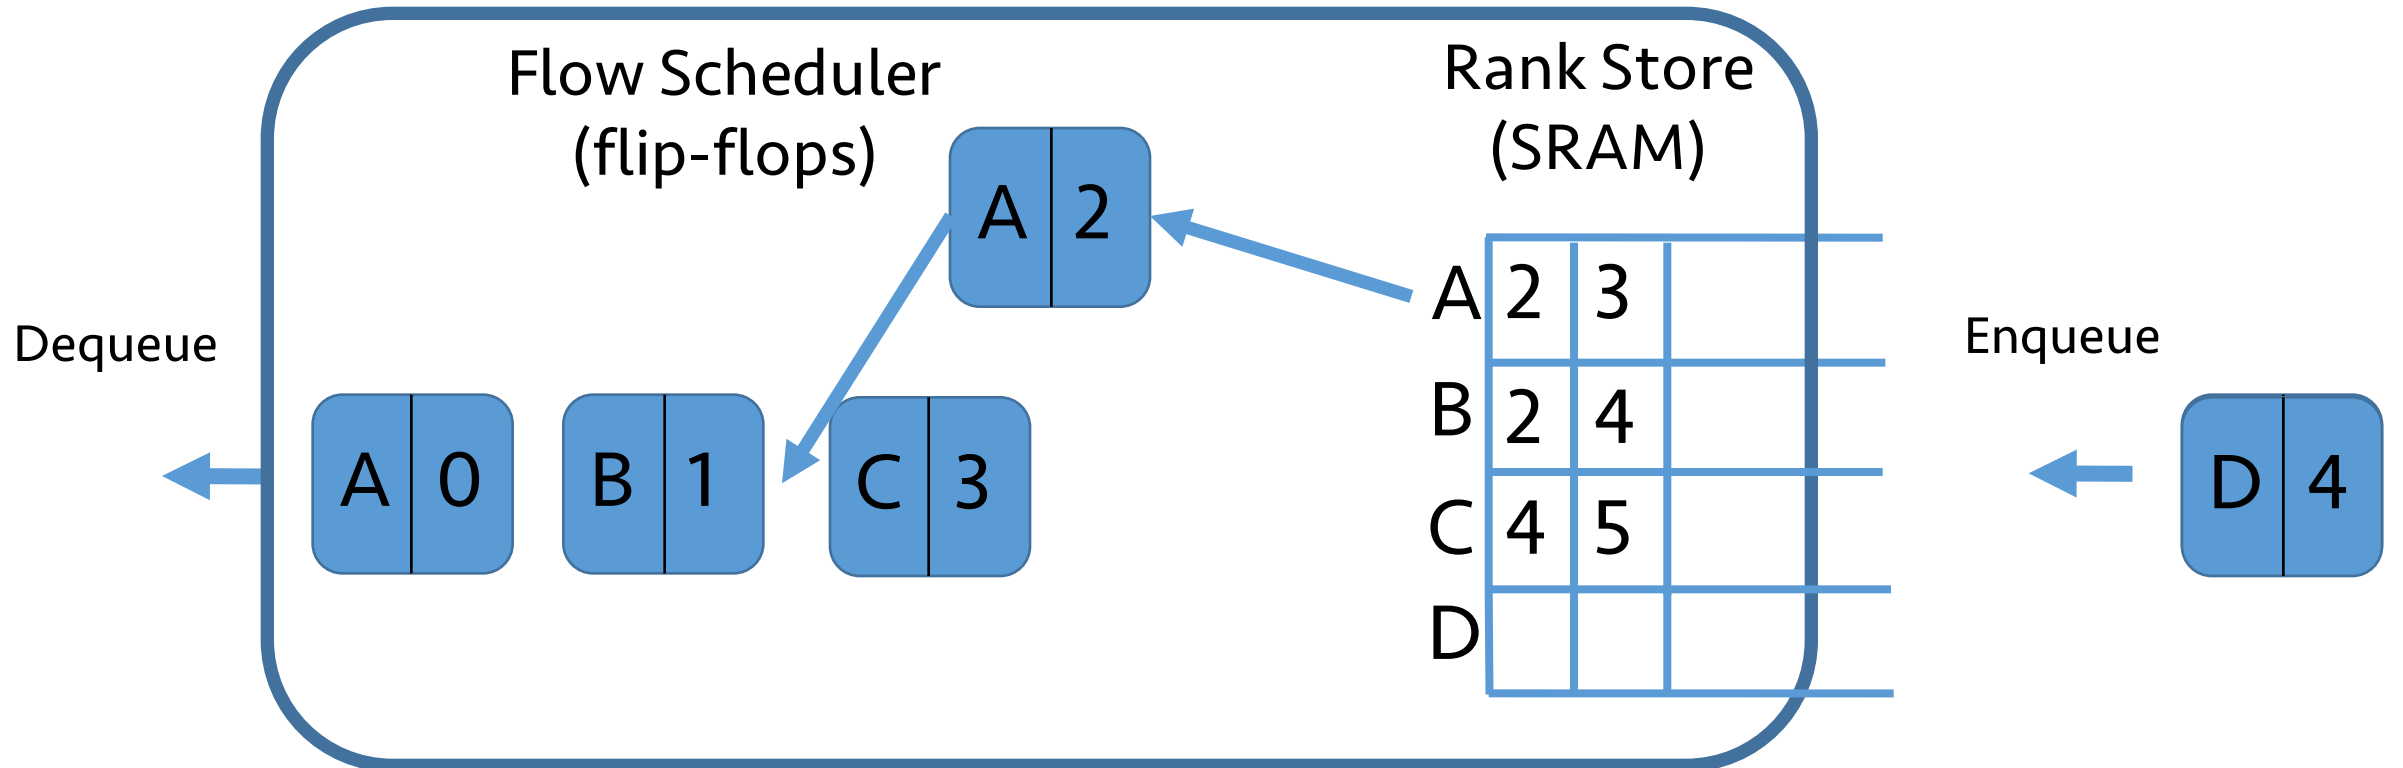 Flow Scheduler
(flip-flops)
Rank Store
(SRAM)
A 2
A 2 3
Dequeue
Enqueue
B 2 4
A 0
B 1
C 3
D 4
C 4 5
D